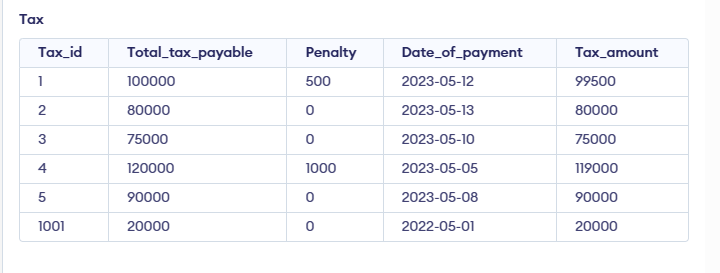 Tax
Tax_id Total_tax_payable Penalty Date_of_payment Tax_amount
1 100000 500 2023-05-12 99500
2 80000 0 2023-05-13 80000
3 75000 0 2023-05-10 75000
4 120000 1000 2023-05-05 119000
5 90000 0 2023-05-08 90000
1001 20000 0 2022-05-01 20000